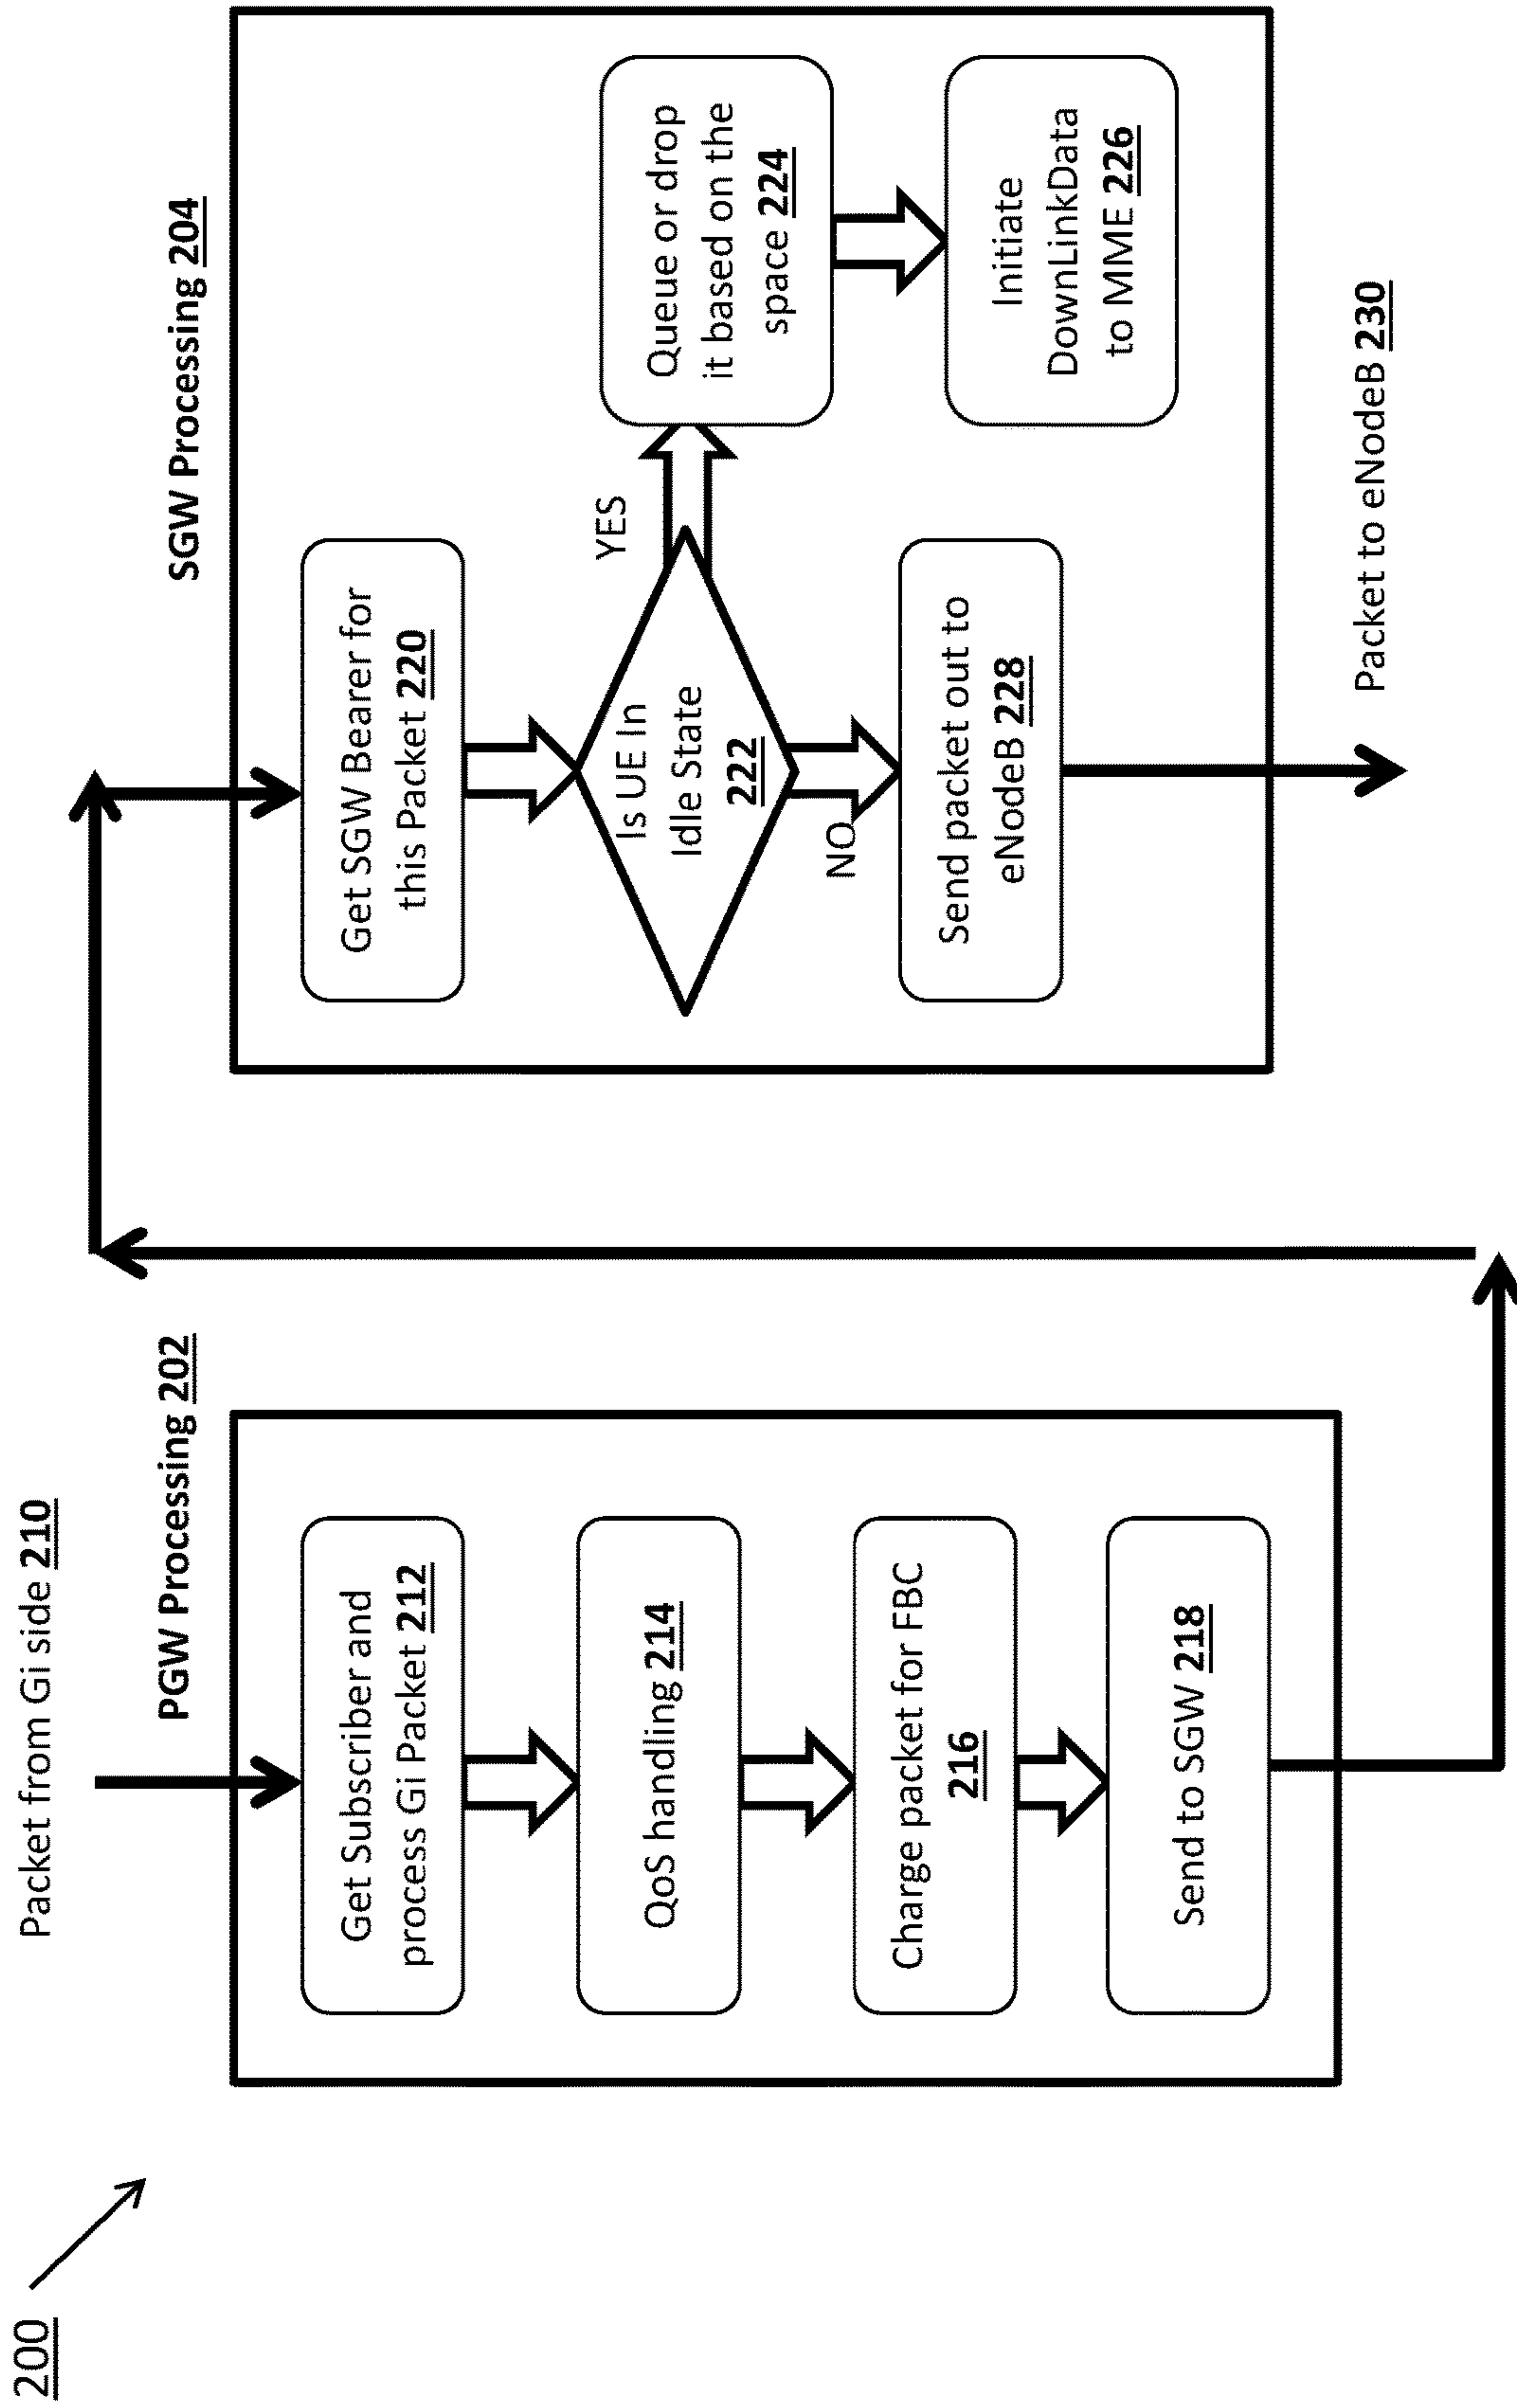 200
Packet from Gi side 210
PGW Processing 202
Get Subscriber and
process Gi Packet 212
QoS handling 214
Charge packet for FBC
216
Send to SGW 218
SGW Processing 204
Get SGW Bearer for
this Packet 220
Is UE In
Idle State
222
YES
Queue or drop
it based on the
space 224
Initiate
DownLinkData
to MME 226
NO
Send packet out to
eNodeB 228
Packet to eNodeB 230